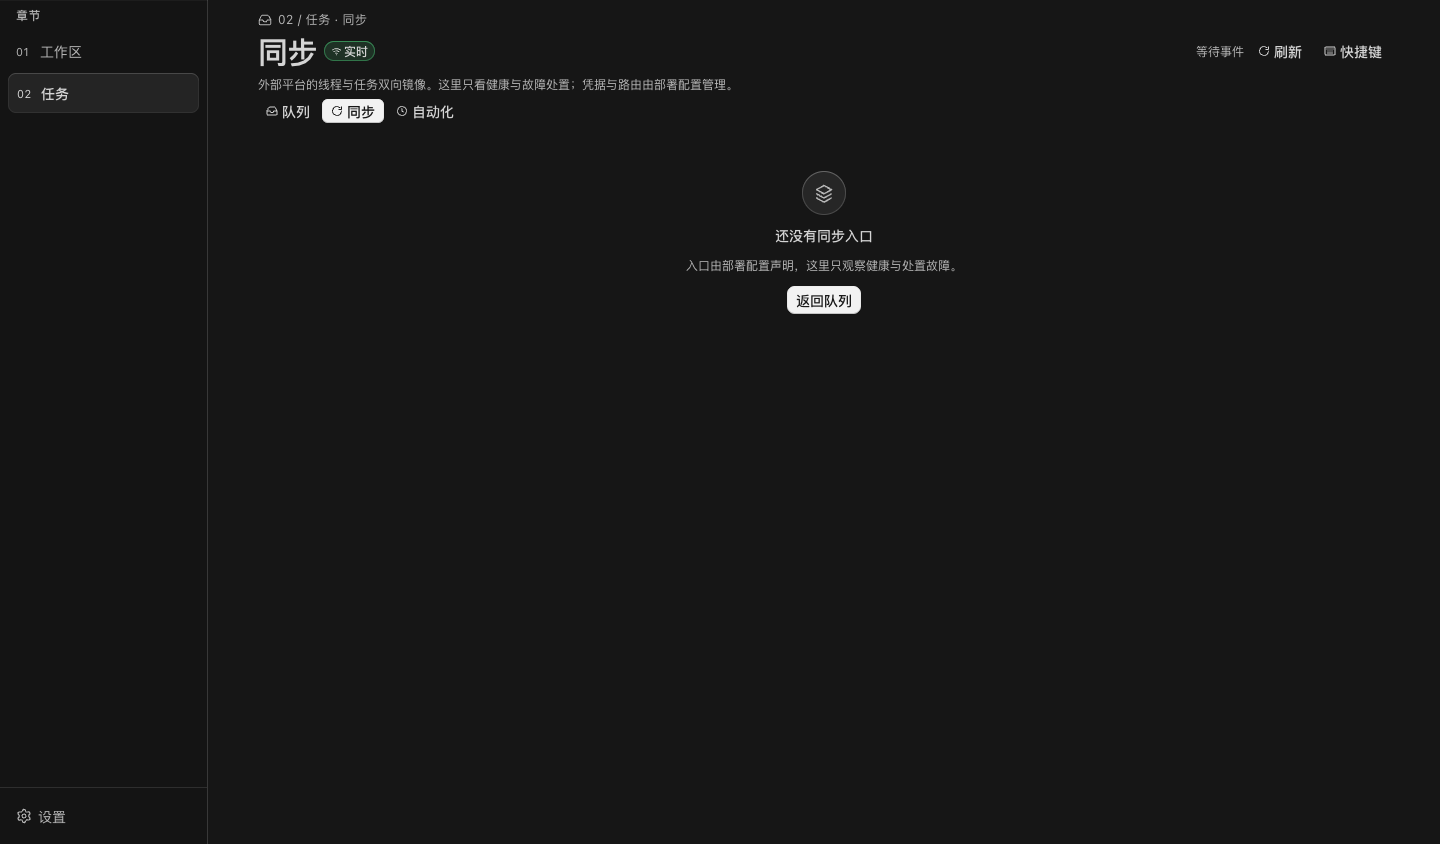 章节
01 工作区
02 任务
设置
02 / 任务 · 同步
同步 实时
等待事件 刷新 快捷键
外部平台的线程与任务双向镜像。这里只看健康与故障处置；凭据与路由由部署配置管理。
队列 同步 自动化
还没有同步入口
入口由部署配置声明，这里只观察健康与处置故障。
返回队列